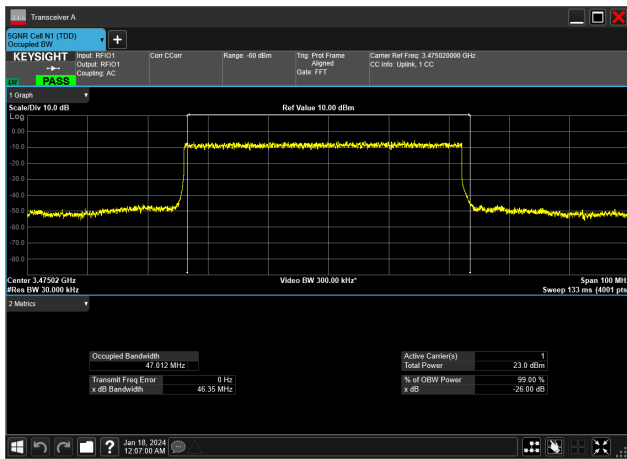 Transceiver A
5GNR Cell N1 (TDD)
Occupied BW
KEYSIGHT
Input: RFIO1
Output: RFIO1
Coupling: AC
Corr CCorr
Range: -60 dBm
Trig: Prot Frame
Aligned
Gate: FFT
Carrier Ref Freq: 3.475020000 GHz
CC Info: Uplink, 1 CC
PASS
1 Graph
Scale/Div 10.0 dB
Ref Value 10.00 dBm
Log
0.00
-10.0
-20.0
-30.0
-40.0
-50.0
-60.0
-70.0
-80.0
Center 3.47502 GHz
Video BW 300.00 kHz*
Span 100 MH
#Res BW 30.000 kHz
Sweep 133 ms (4001 pts
2 Metrics
Occupied Bandwidth
47.012 MHz
Transmit Freq Error 0 Hz
x dB Bandwidth 46.35 MHz
Active Carrier(s) 1
Total Power 23.0 dBm
% of OBW Power 99.00 %
x dB -26.00 dB
Jan 18, 2024
12:07:00 AM